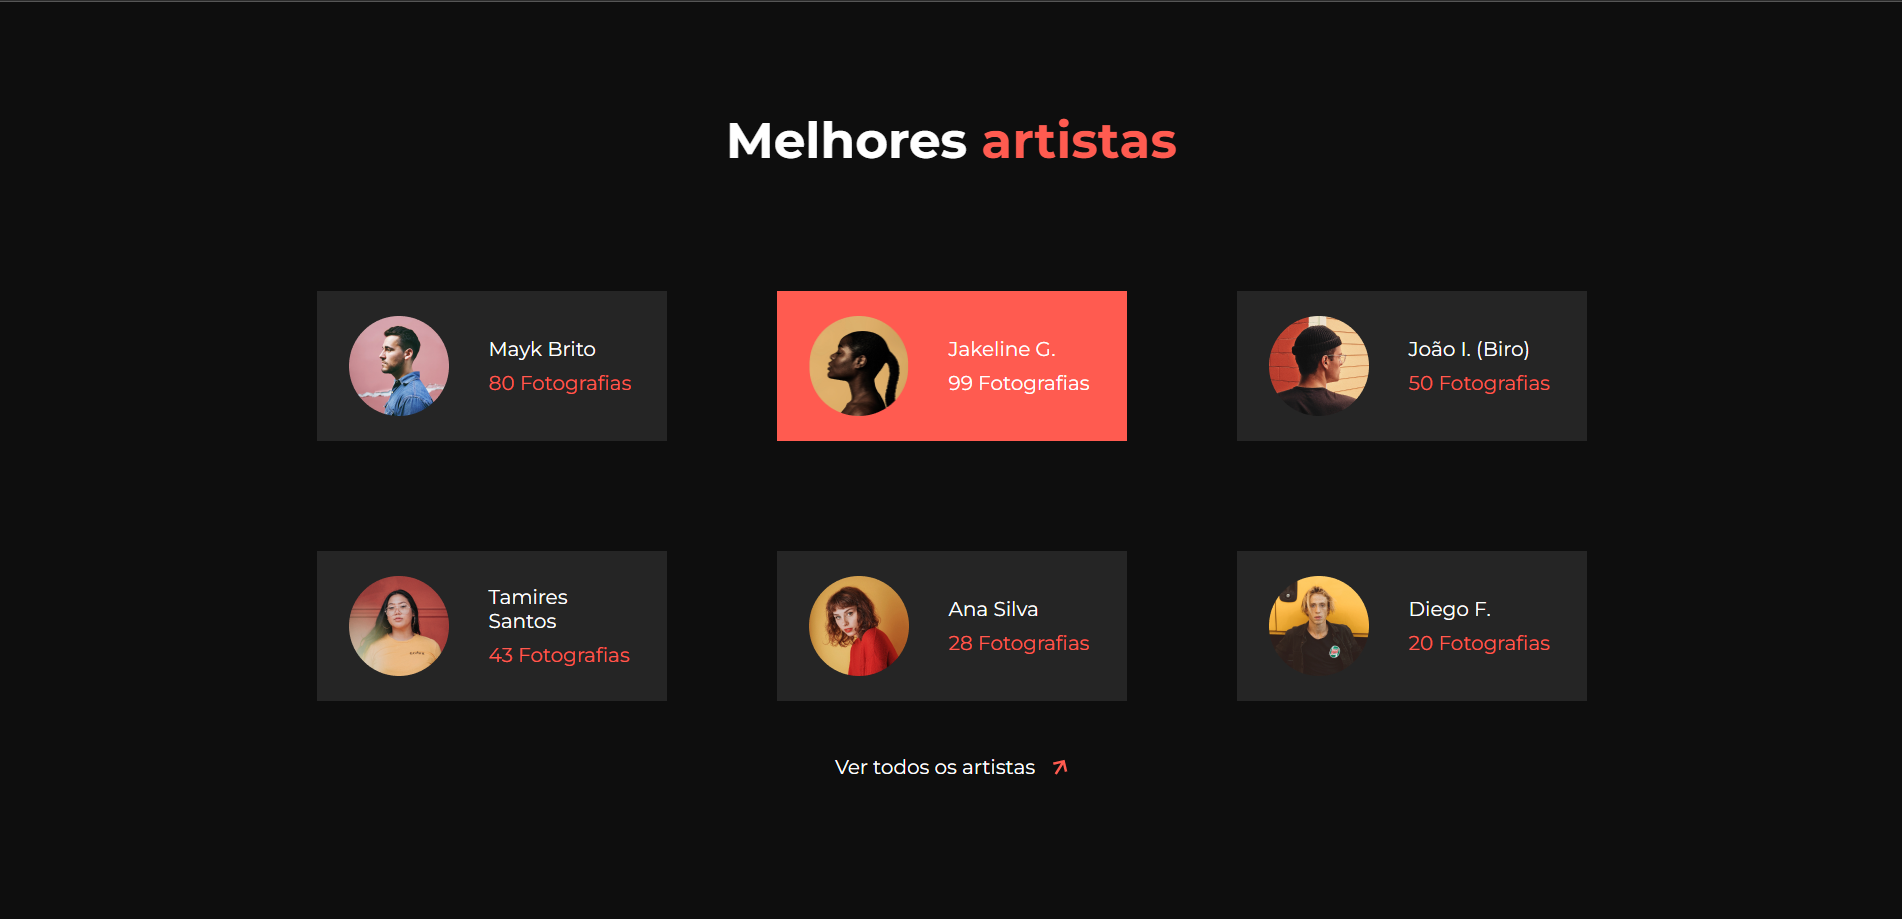 Melhores artistas
Mayk Brito
80 Fotografias
Jakeline G.
99 Fotografias
João I. (Biro)
50 Fotografias
Tamires
Santos
43 Fotografias
Ana Silva
28 Fotografias
Diego F.
20 Fotografias
Ver todos os artistas